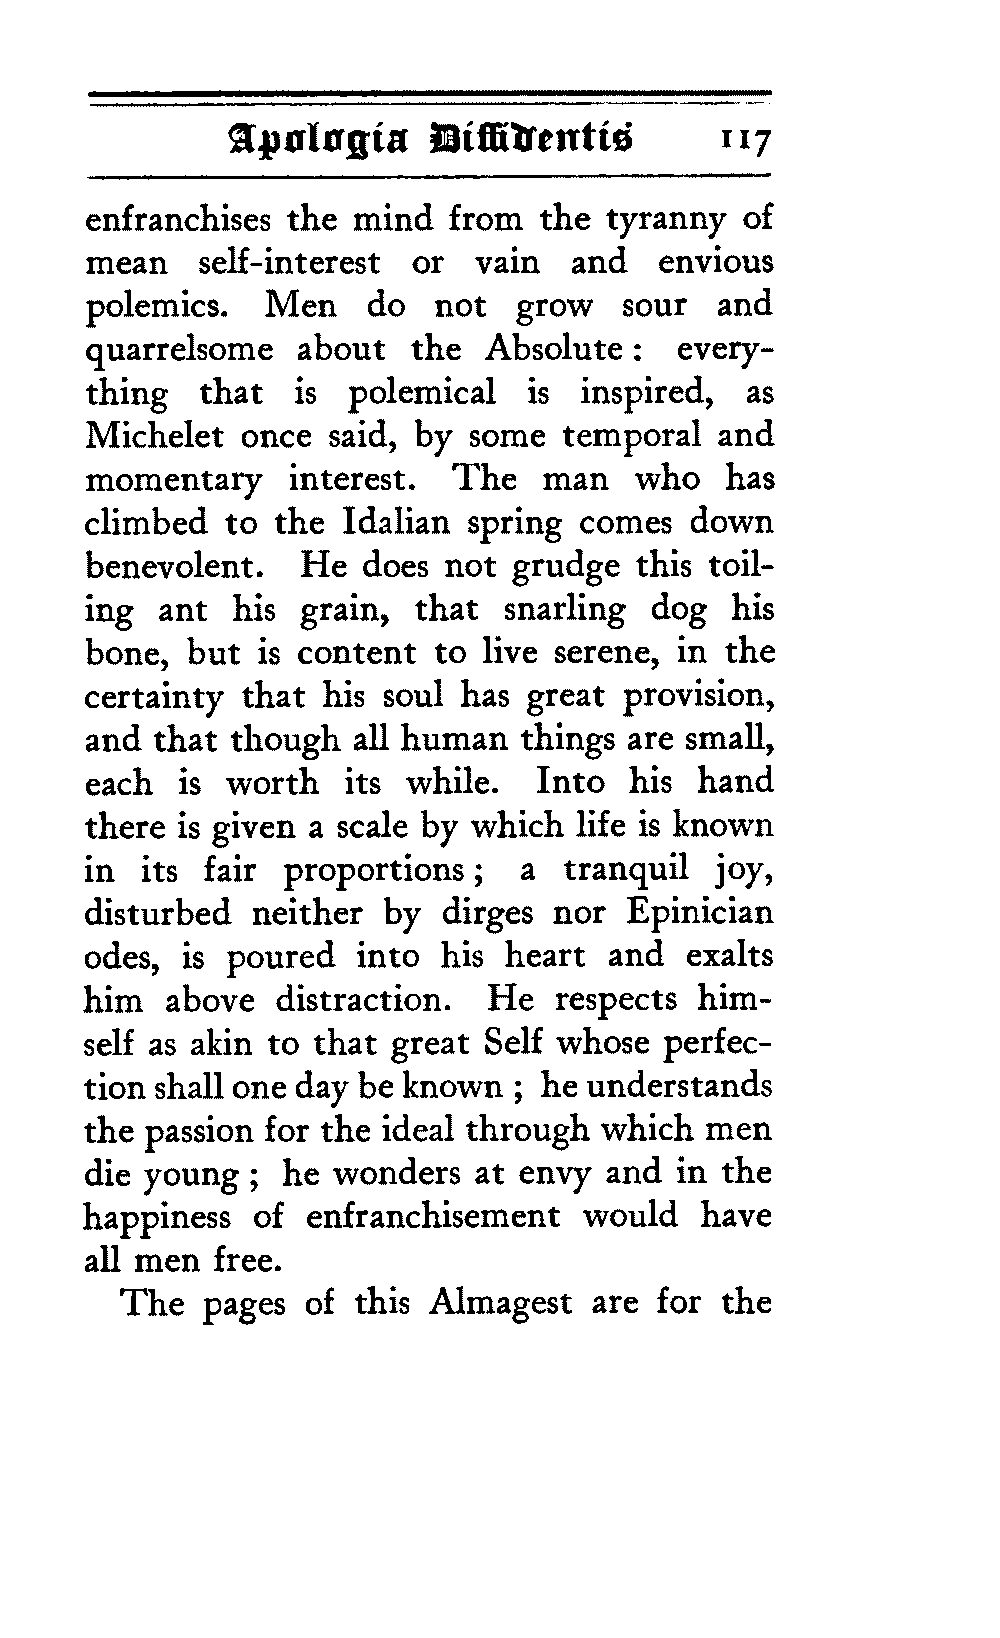 Apologia Diffidentis 117
enfranchises the mind from the tyranny of
mean self-interest or vain and envious
polemics. Men do not grow sour and
quarrelsome about the Absolute : every-
thing that is polemical is inspired, as
Michelet once said, by some temporal and
momentary interest. The man who has
climbed to the Idalian spring comes down
benevolent. He does not grudge this toil-
ing ant his grain, that snarling dog his
bone, but is content to live serene, in the
certainty that his soul has great provision,
and that though all human things are small,
each is worth its while. Into his hand
there is given a scale by which life is known
in its fair proportions ; a tranquil joy,
disturbed neither by dirges nor Epinician
odes, is poured into his heart and exalts
him above distraction. He respects him-
self as akin to that great Self whose perfec-
tion shall one day be known ; he understands
the passion for the ideal through which men
die young ; he wonders at envy and in the
happiness of enfranchisement would have
all men free.
The pages of this Almagest are for the